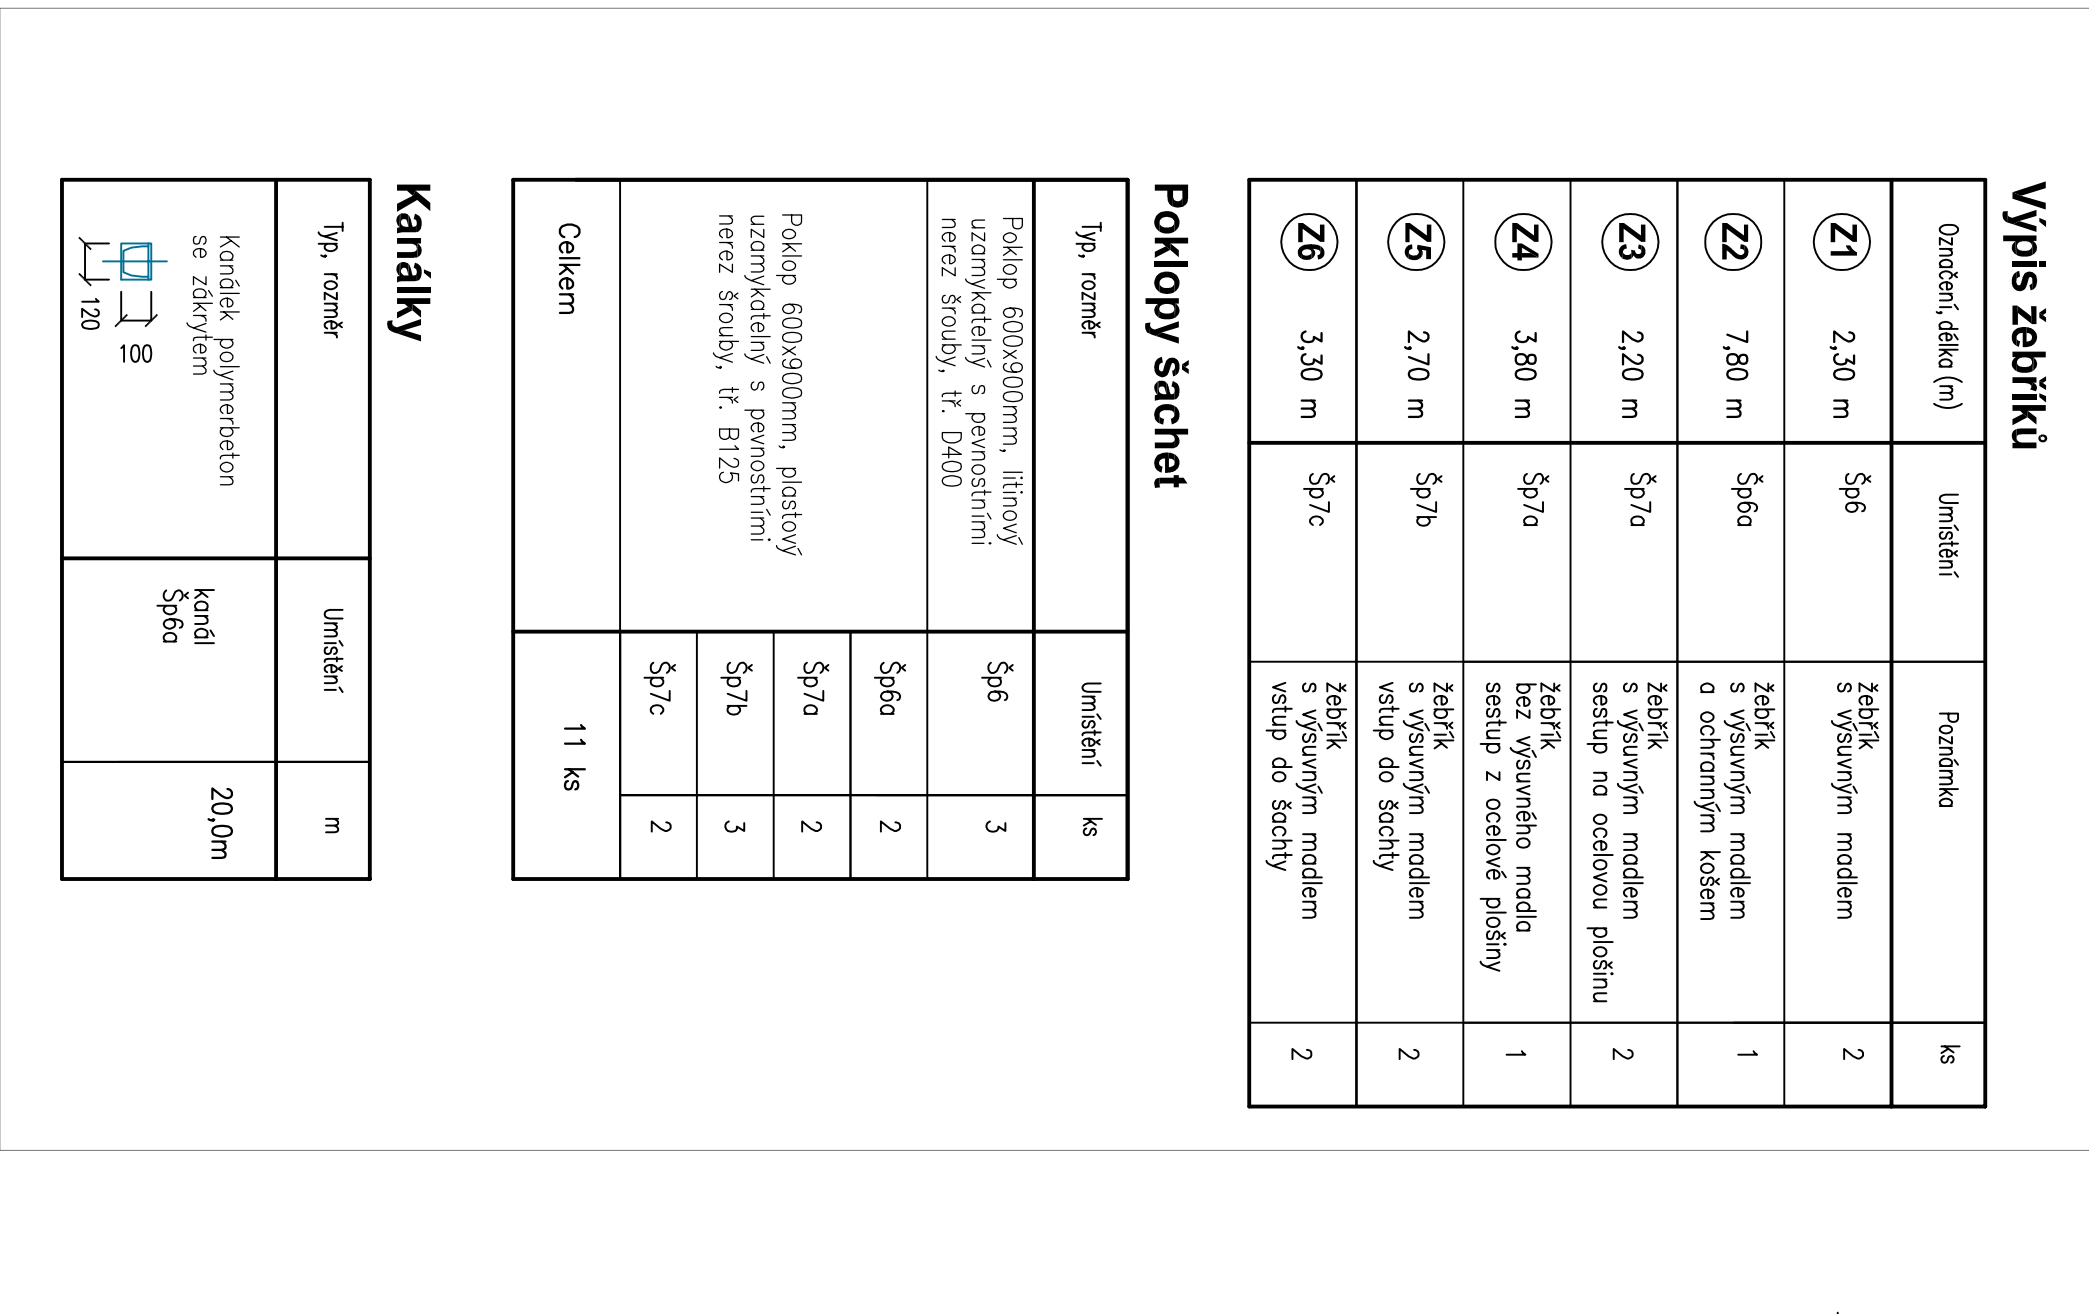 Výpis žebříků
Označení, délka (m) Umístění Poznámka ks
Z1 2,30 m Šp6 žebřík
s výsuvným madlem 2
Z2 7,80 m Šp6a žebřík
s výsuvným madlem
a ochranným košem 1
Z3 2,20 m Šp7a žebřík
s výsuvným madlem
sestup na ocelovou plošinu 2
Z4 3,80 m Šp7a žebřík
bez výsuvného madla
sestup z ocelové plošiny 1
Z5 2,70 m Šp7b žebřík
s výsuvným madlem
vstup do šachty 2
Z6 3,30 m Šp7c žebřík
s výsuvným madlem
vstup do šachty 2
Poklopy šachet
Typ, rozměr Umístění ks
Poklop 600x900mm, litinový
uzamykatelný s pevnostními
nerez šrouby, tř. D400
Šp6 3
Poklop 600x900mm, plastový
uzamykatelný s pevnostními
nerez šrouby, tř. B125
Šp6a 2
Šp7a 2
Šp7b 3
Šp7c 2
Celkem 11 ks
Kanálky
Typ, rozměr Umístění m
Kanálek polymerbeton
se zákrytem
100
120
kanál
Šp6a
20,0m